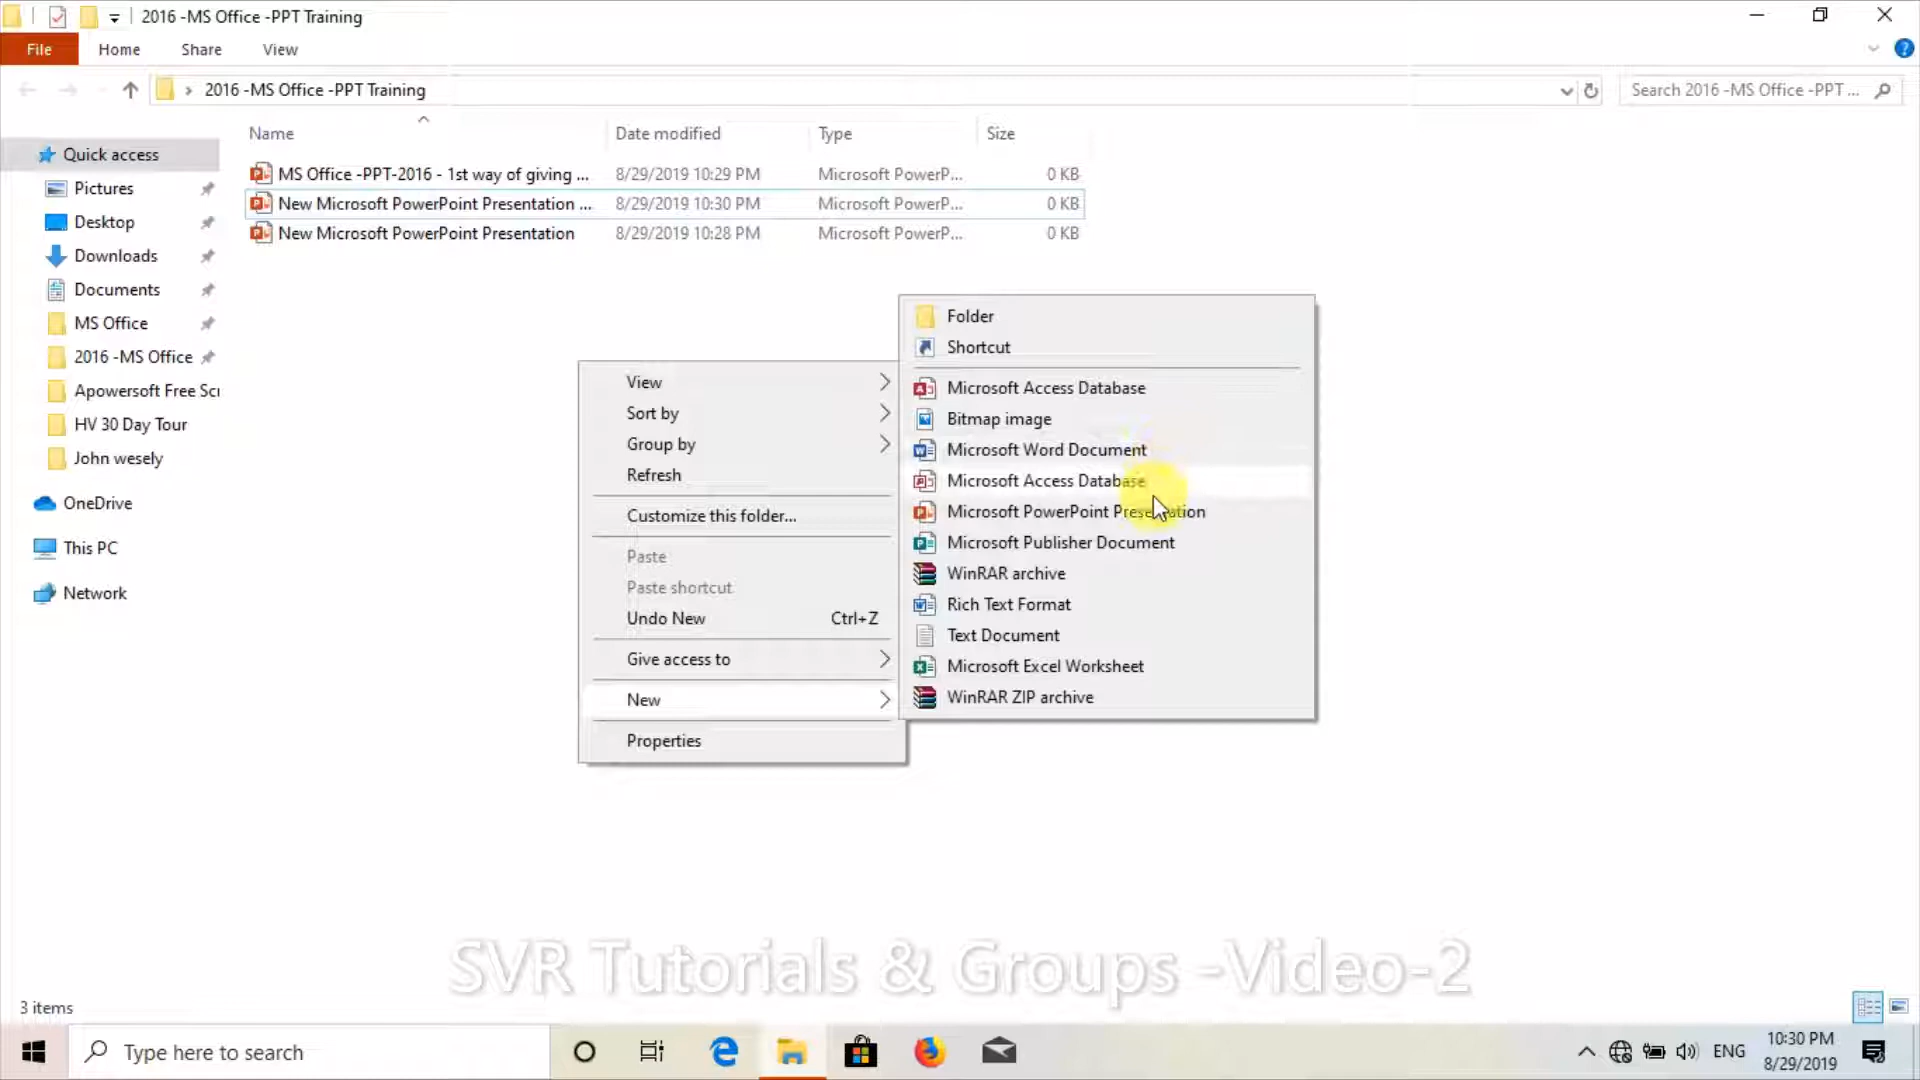 2016 -MS Office -PPT Training
File Home Share View
2016 -MS Office -PPT Training
Search 2016 -MS Office -PPT ...
Name Date modified Type Size
Quick access
Pictures
Desktop
Downloads
Documents
MS Office
2016 -MS Office
Apowersoft Free Scr
HV 30 Day Tour
John wesely
OneDrive
This PC
Network
MS Office -PPT-2016 - 1st way of giving ... 8/29/2019 10:29 PM Microsoft PowerP... 0 KB
New Microsoft PowerPoint Presentation ... 8/29/2019 10:30 PM Microsoft PowerP... 0 KB
New Microsoft PowerPoint Presentation 8/29/2019 10:28 PM Microsoft PowerP... 0 KB
View
Sort by
Group by
Refresh
Customize this folder...
Paste
Paste shortcut
Undo New Ctrl+Z
Give access to
New
Properties
Folder
Shortcut
Microsoft Access Database
Bitmap image
Microsoft Word Document
Microsoft Access Database
Microsoft PowerPoint Presentation
Microsoft Publisher Document
WinRAR archive
Rich Text Format
Text Document
Microsoft Excel Worksheet
WinRAR ZIP archive
SVR Tutorials & Groups -Video-2
3 items
Type here to search
ENG
10:30 PM
8/29/2019